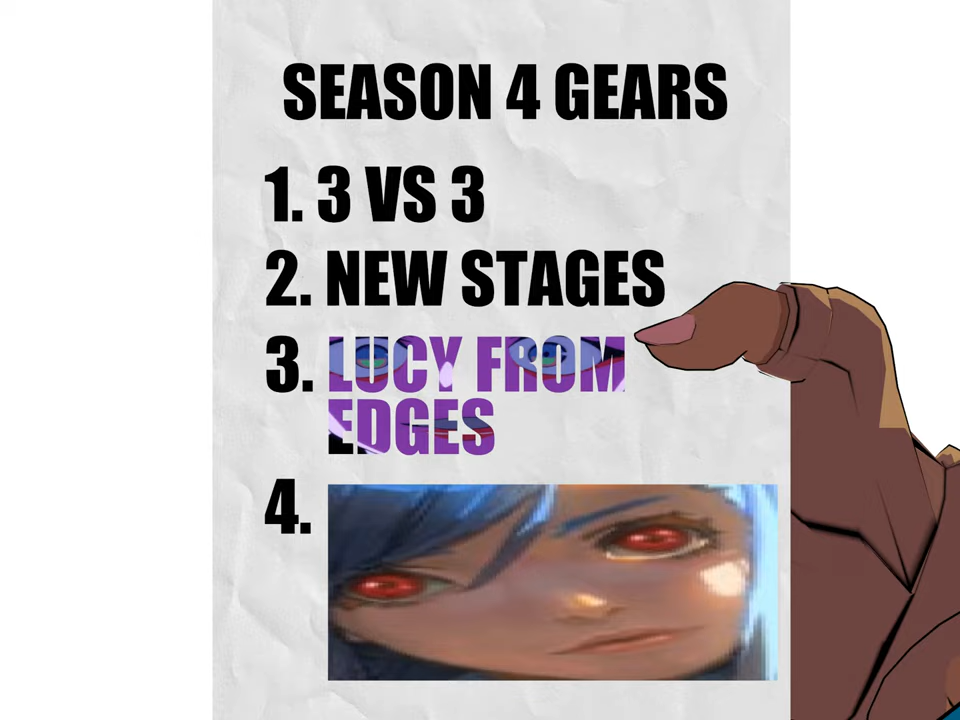 SEASON 4 GEARS
1. 3 VS 3
2. NEW STAGES
3. LUCY FROM
EDGES
4.